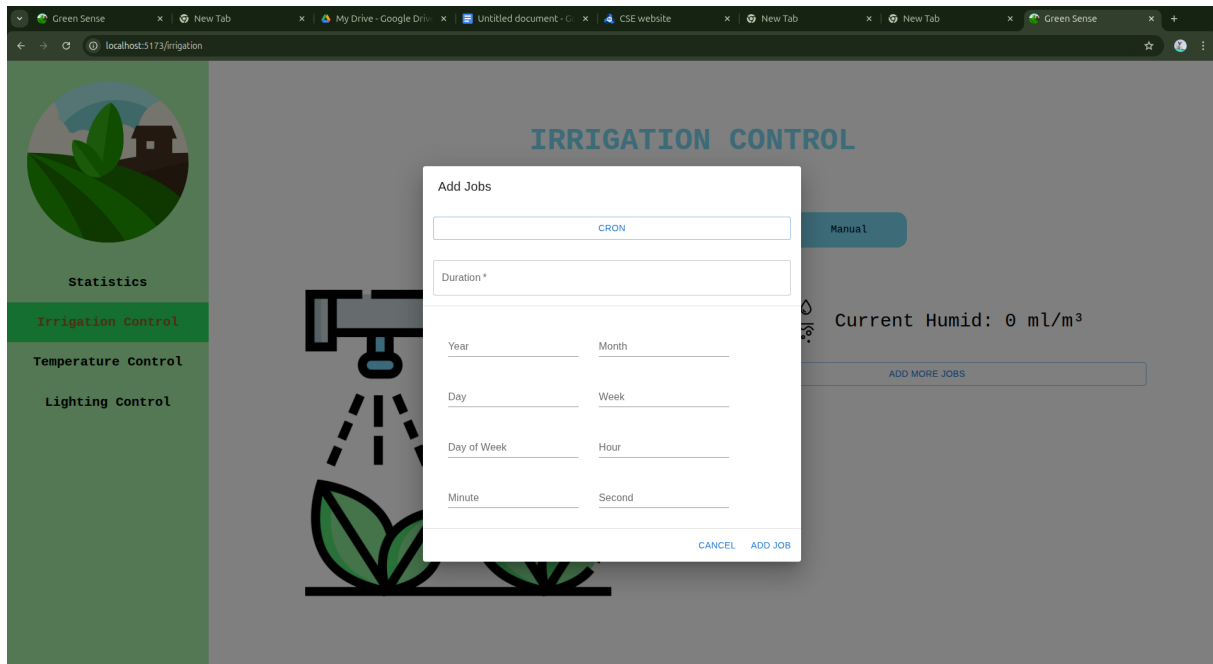 Green Sense New Tab My Drive - Google Driv Untitled document - G CSE website New Tab New Tab Green Sense
localhost:5173/irrigation
IRRIGATION CONTROL
Add Jobs
CRON
Manual
Duration *
Statistics
Irrigation Control
Current Humid: 0 ml/m³
Year Month
Temperature Control
ADD MORE JOBS
Day Week
Lighting Control
Day of Week Hour
Minute Second
CANCEL ADD JOB